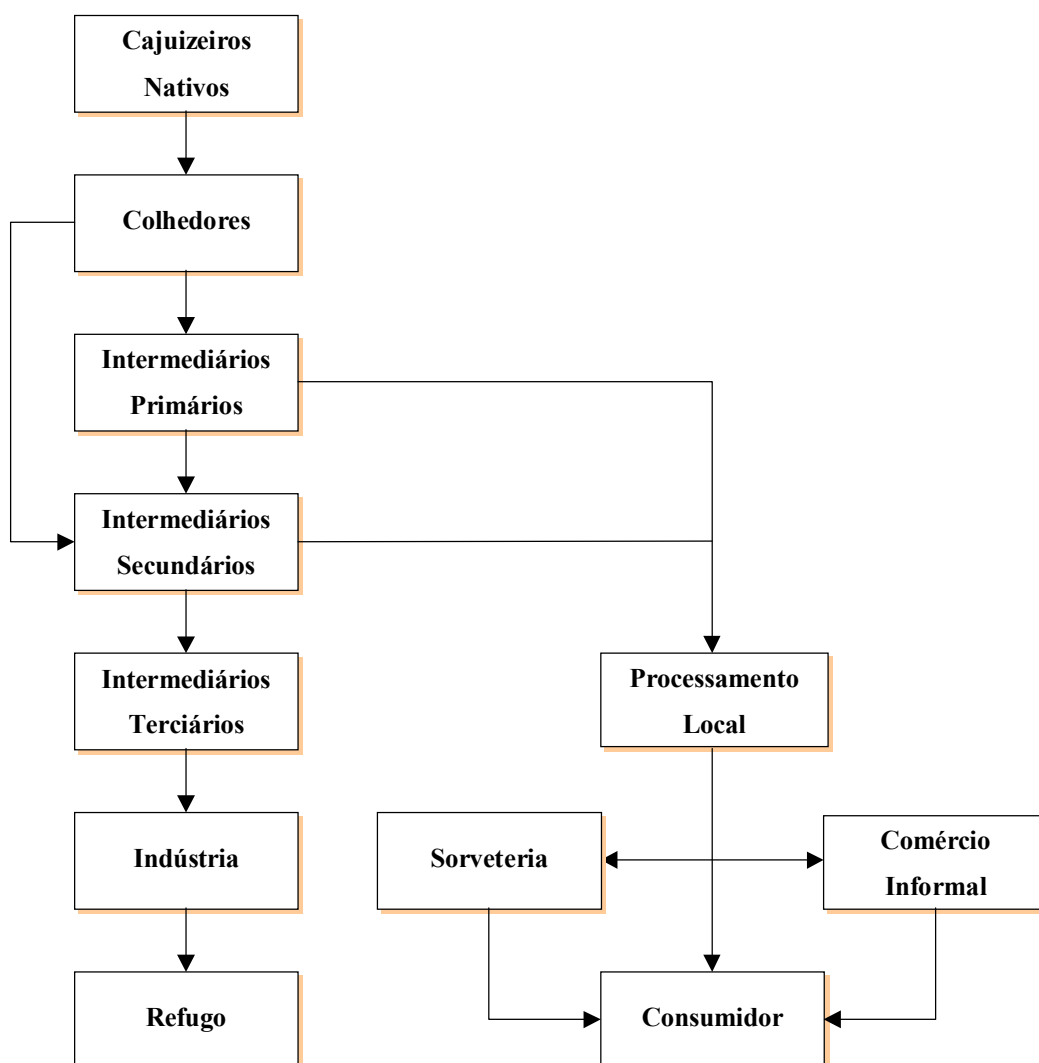 Cajuizeiros
Nativos
Colhedores
Intermediários
Primários
Intermediários
Secundários
Intermediários
Terciários
Processamento
Local
Indústria
Sorveteria
Comércio
Informal
Refugo
Consumidor